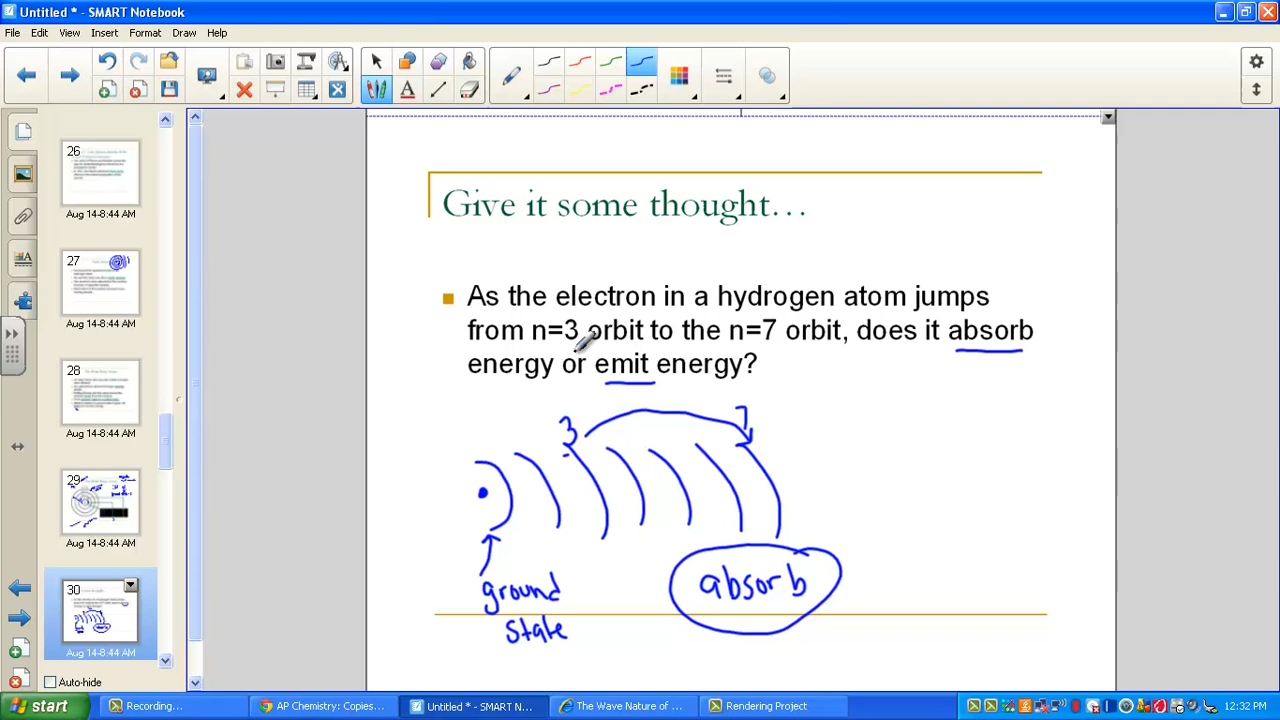 Untitled * - SMART Notebook
File Edit View Insert Format Draw Help
26
Aug 14-8:44 AM
27
Aug 14-8:44 AM
28
Aug 14-8:44 AM
29
Aug 14-8:44 AM
30
Aug 14-8:44 AM
Auto-hide
Give it some thought…
As the electron in a hydrogen atom jumps
from n=3 orbit to the n=7 orbit, does it absorb
energy or emit energy?
3 7
absorb
ground
state
start Recording... AP Chemistry: Copies... Untitled * - SMART N... The Wave Nature of ... Rendering Project 12:32 PM